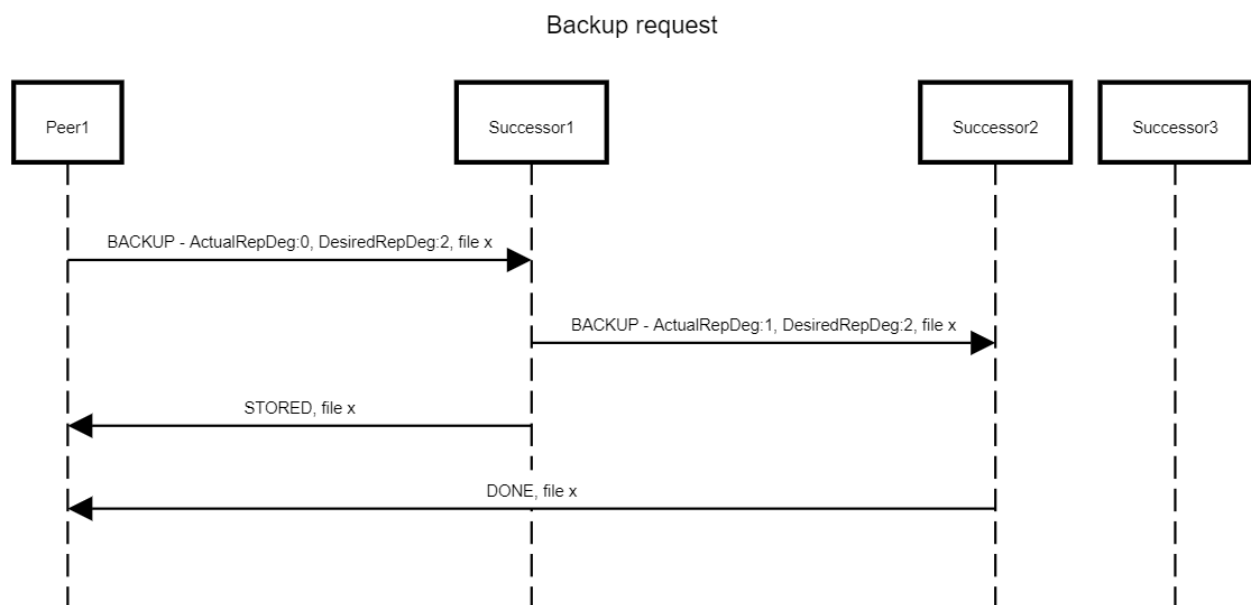 Backup request
Peer1
Successor1
Successor2
Successor3
BACKUP - ActualRepDeg:0, DesiredRepDeg:2, file x
BACKUP - ActualRepDeg:1, DesiredRepDeg:2, file x
STORED, file x
DONE, file x